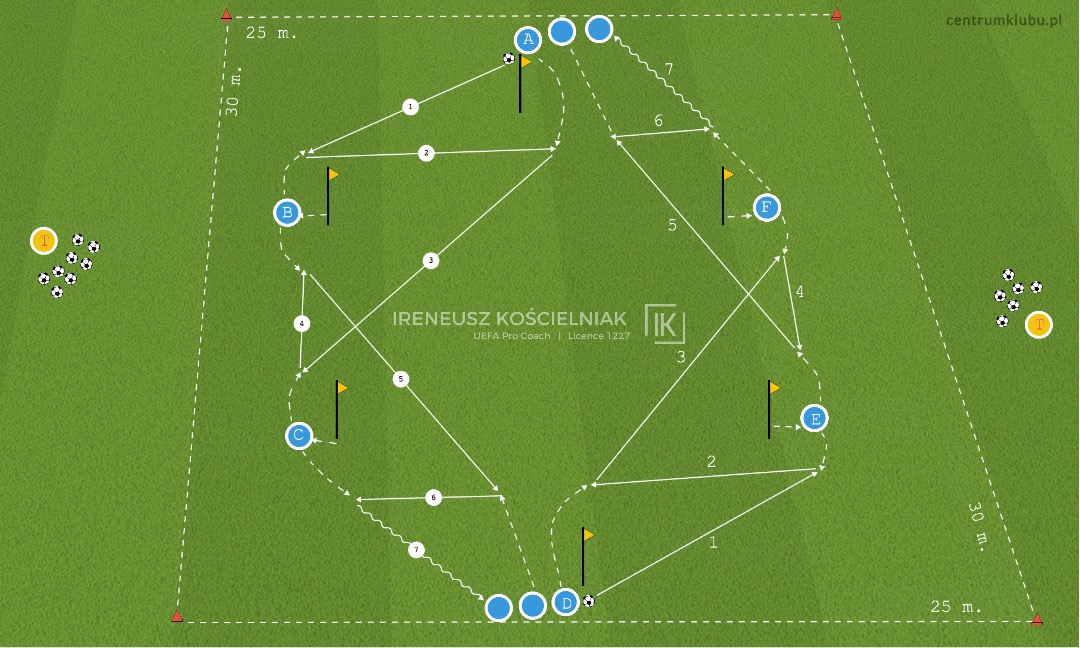 centrumklubu.pl
25 m.
30 m.
A
7
1
6
2
B
F
5
T
3
4
4
T
IRENEUSZ KOŚCIELNIAK
IK
UEFA Pro Coach | Licence 1227
3
5
C
E
2
6
30 m.
1
7
D
25 m.